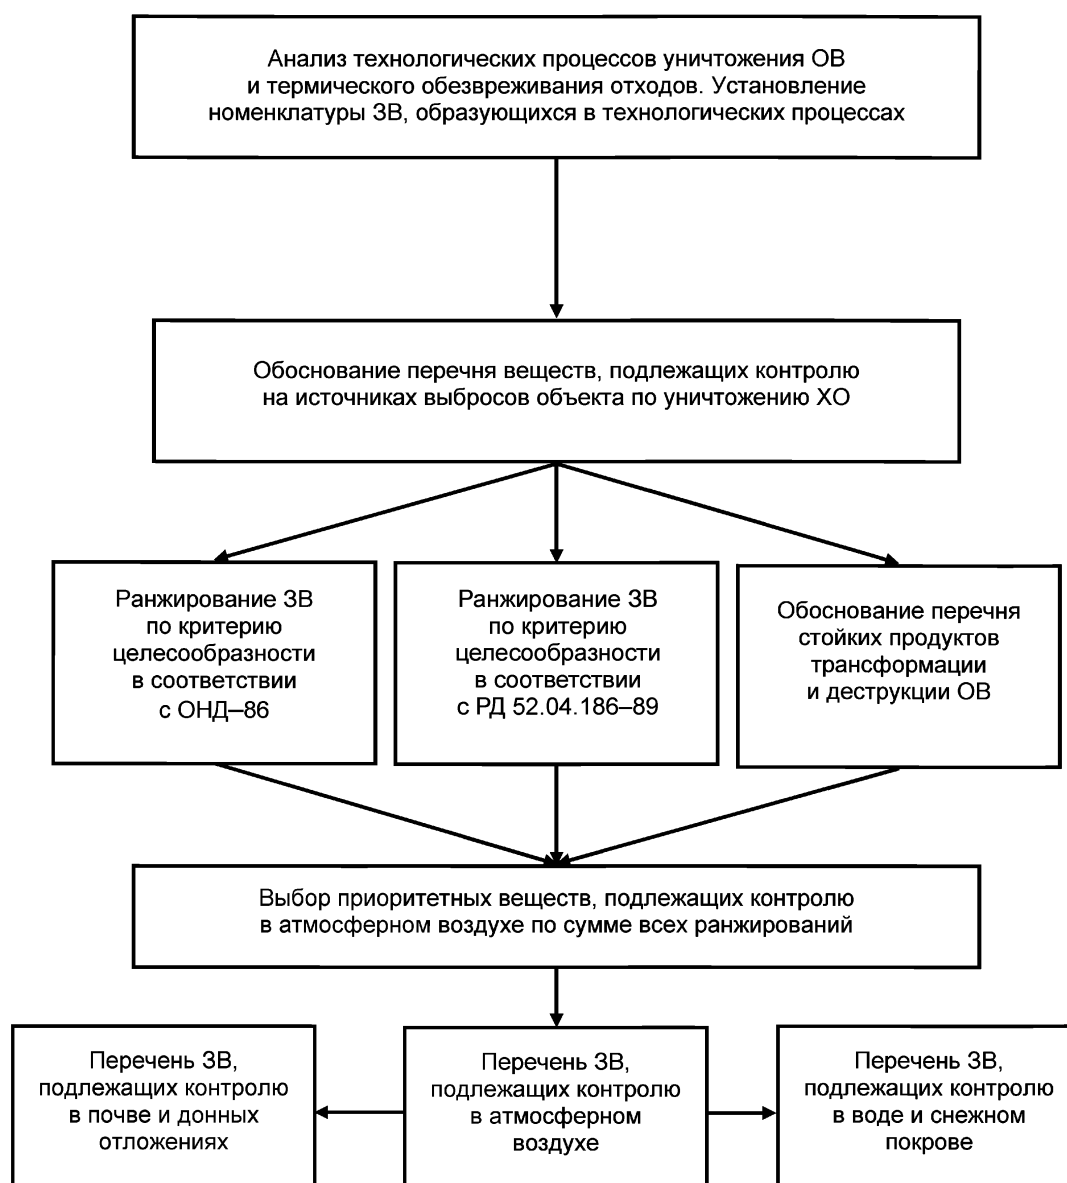 Анализ технологических процессов уничтожения ОВ
и термического обезвреживания отходов. Установление
номенклатуры ЗВ, образующихся в технологических процессах
Обоснование перечня веществ, подлежащих контролю
на источниках выбросов объекта по уничтожению ХО
Ранжирование ЗВ
по критерию
целесообразности
в соответствии
с ОНД–86
Ранжирование ЗВ
по критерию
целесообразности
в соответствии
с РД 52.04.186–89
Обоснование перечня
стойких продуктов
трансформации
и деструкции ОВ
Выбор приоритетных веществ, подлежащих контролю
в атмосферном воздухе по сумме всех ранжирований
Перечень ЗВ,
подлежащих контролю
в почве и донных
отложениях
Перечень ЗВ,
подлежащих контролю
в атмосферном
воздухе
Перечень ЗВ,
подлежащих контролю
в воде и снежном
покрове